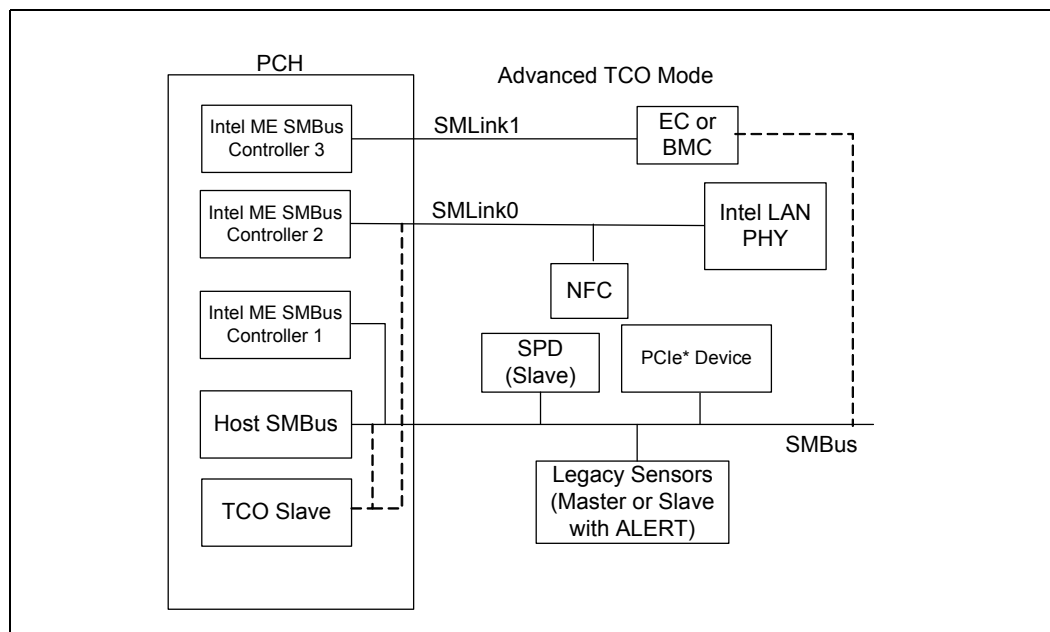 PCH
Advanced TCO Mode
Intel ME SMBus
Controller 3
SMLink1
EC or
BMC
Intel ME SMBus
Controller 2
SMLink0
Intel LAN
PHY
NFC
Intel ME SMBus
Controller 1
SPD
(Slave)
PCIe* Device
Host SMBus
SMBus
Legacy Sensors
(Master or Slave
with ALERT)
TCO Slave